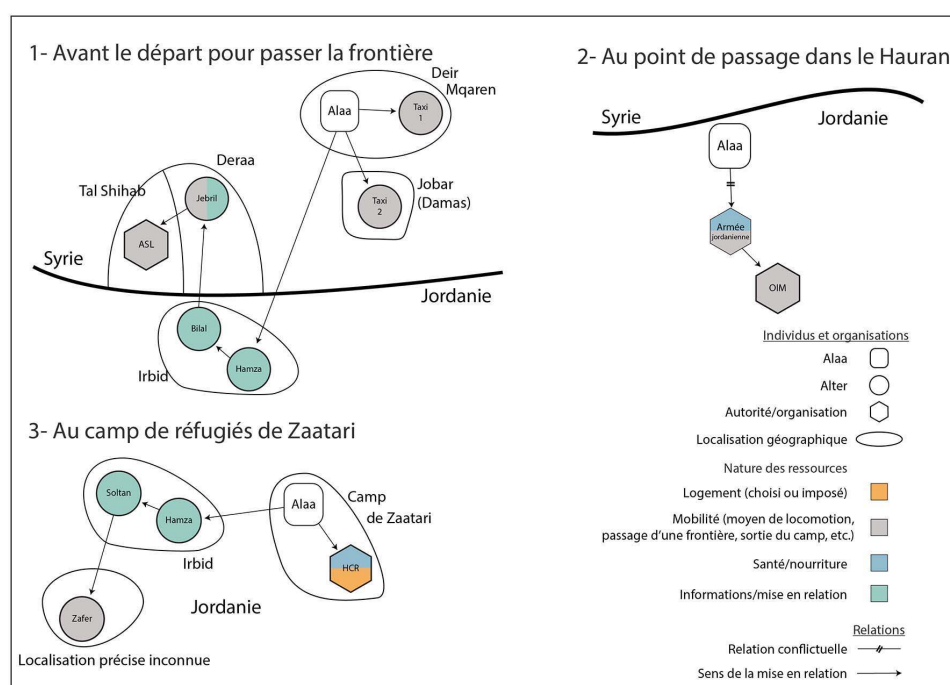 1- Avant le départ pour passer la frontière
Deir
Mqaren
Alaa
Taxi
1
Deraa
Tal Shihab
Jebril
ASL
Jobar
(Damas)
Taxi
2
Syrie
Jordanie
Bilal
Hamza
Irbid
2- Au point de passage dans le Hauran
Syrie
Jordanie
Alaa
Armée
jordanienne
OIM
3- Au camp de réfugiés de Zaatari
Soltan
Hamza
Irbid
Alaa
Camp
de Zaatari
HCR
Zafer
Jordanie
Localisation précise inconnue
Individus et organisations
Alaa
Alter
Autorité/organisation
Localisation géographique
Nature des ressources
Logement (choisi ou imposé)
Mobilité (moyen de locomotion,
passage d'une frontière, sortie du camp, etc.)
Santé/nourriture
Informations/mise en relation
Relations
Relation conflictuelle
Sens de la mise en relation